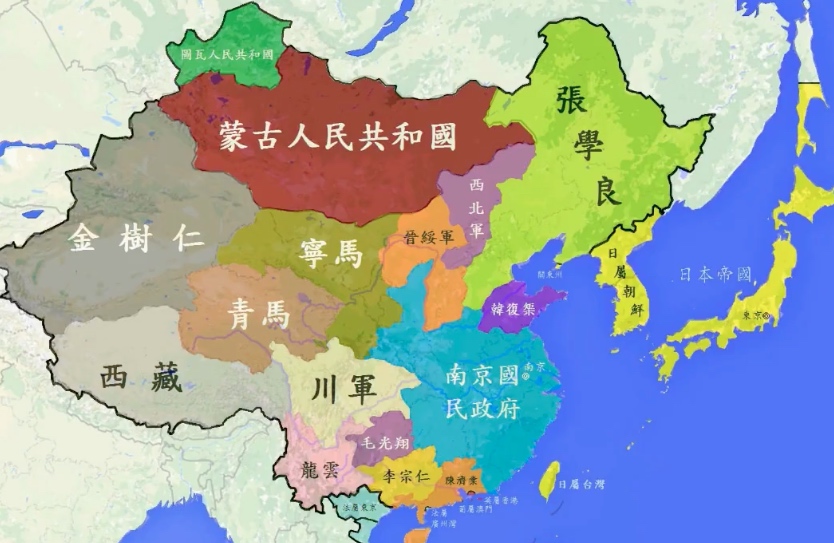 圖瓦人民共和國
張學良
蒙古人民共和國
西北軍
金樹仁
晉綏軍
寧馬
日屬朝鮮
日本帝國
關東州
青馬
韓復榘
東京
西藏
川軍
南京
南京國
民政府
毛光翔
龍雲
李宗仁
陳濟棠
日屬台灣
英屬香港
葡屬澳門
法屬東京
法屬
廣州灣